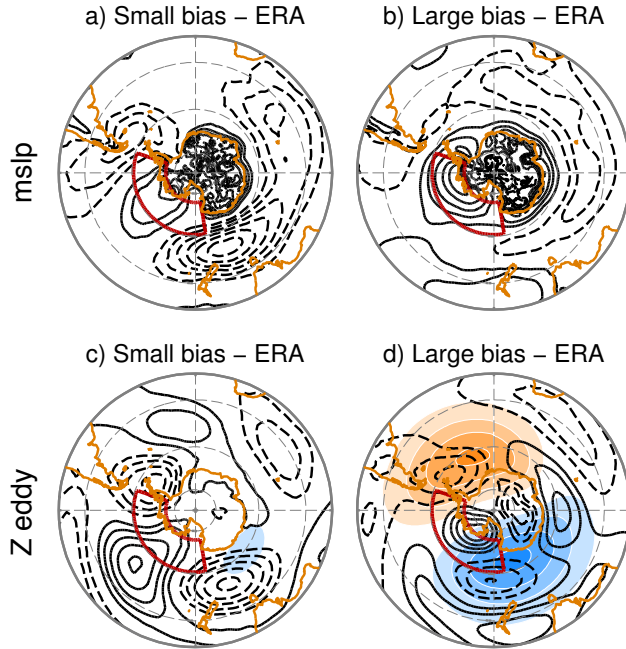 a) Small bias – ERA
b) Large bias – ERA
mslp
c) Small bias – ERA
d) Large bias – ERA
Z eddy